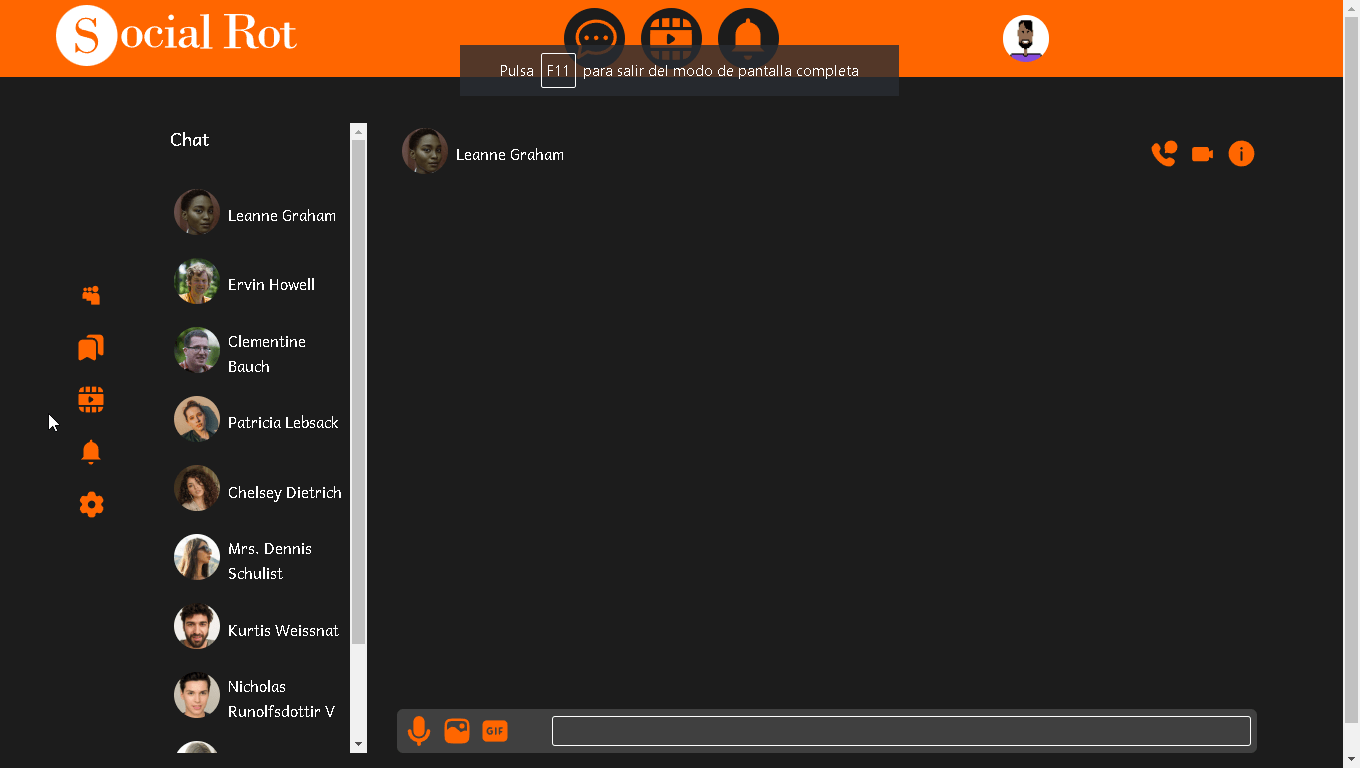 Social Rot
Pulsa F11 para salir del modo de pantalla completa
Chat
Leanne Graham
Ervin Howell
Clementine
Bauch
Patricia Lebsack
Chelsey Dietrich
Mrs. Dennis
Schulist
Kurtis Weissnat
Nicholas
Runolfsdottir V
Leanne Graham
GIF